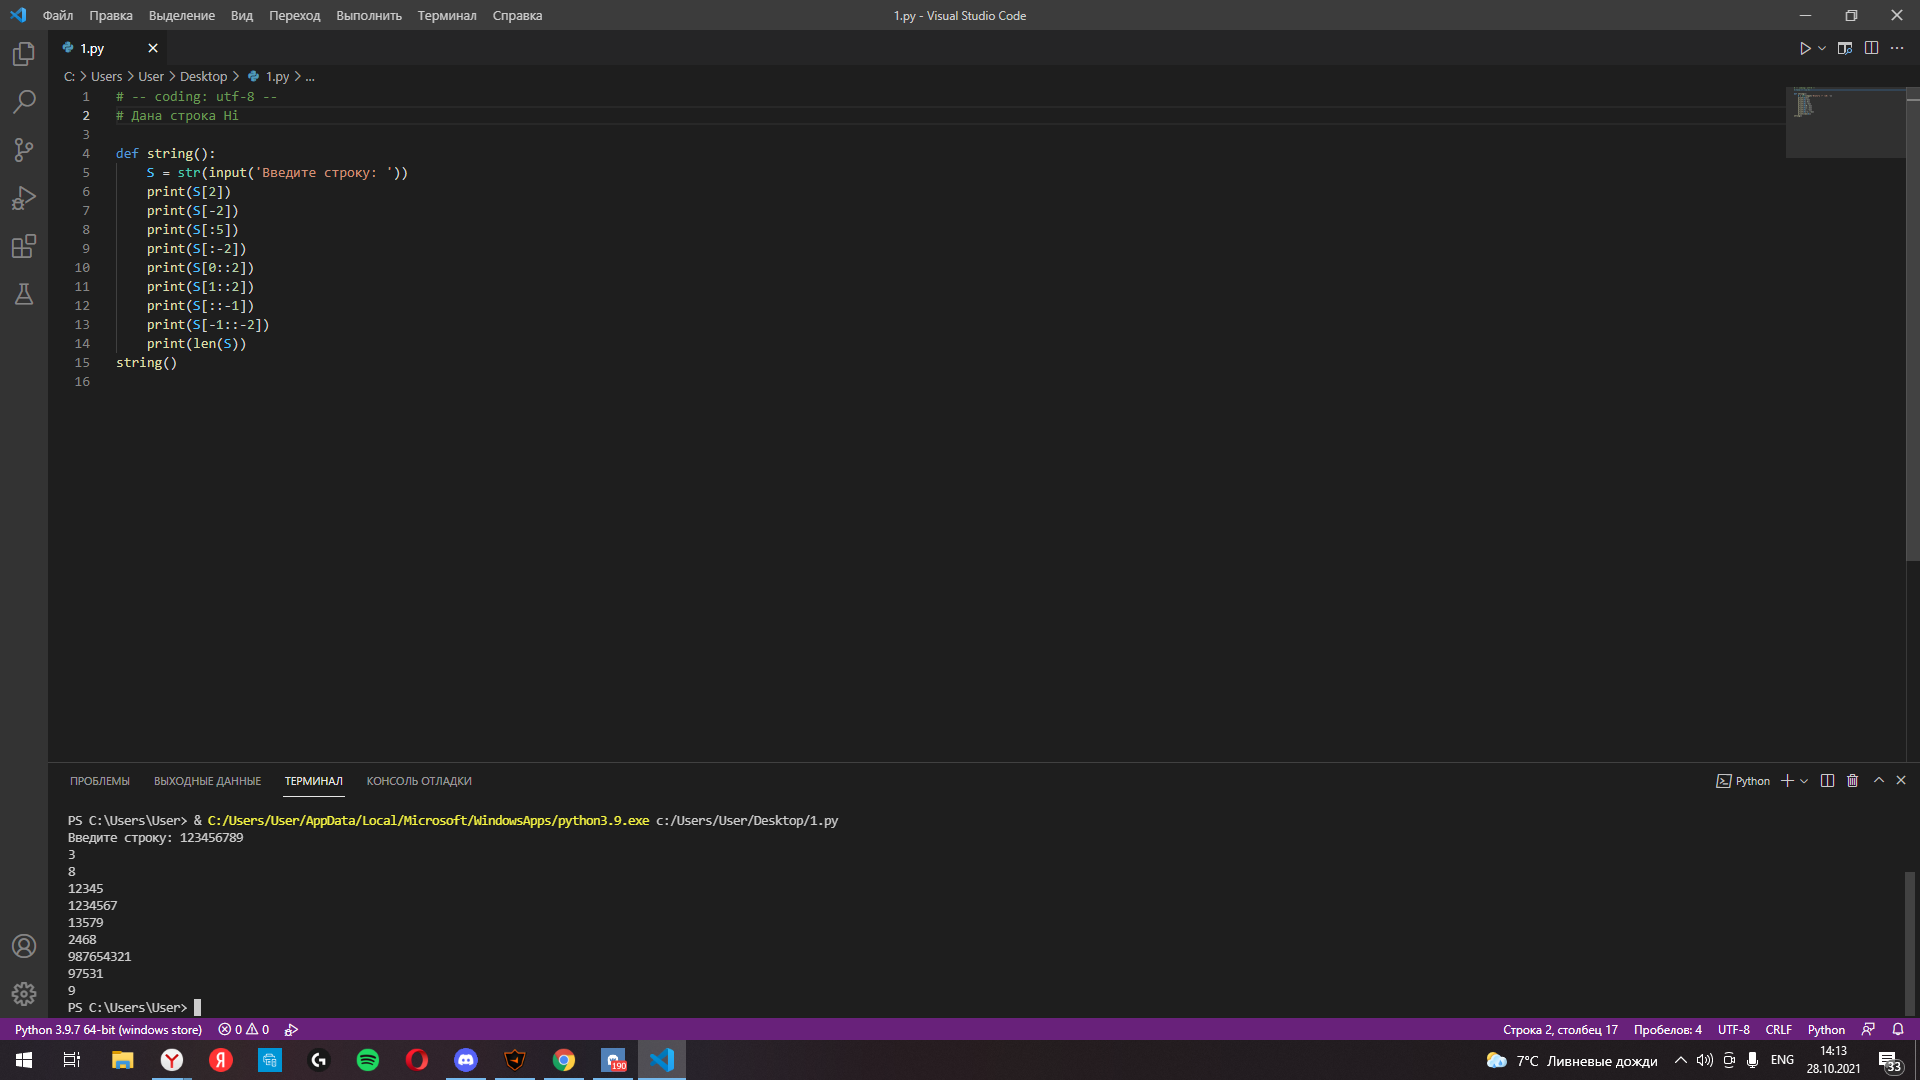 Файл Правка Выделение Вид Переход Выполнить Терминал Справка
1.py - Visual Studio Code
1.py
C: > Users > User > Desktop > 1.py > ...
1 # -- coding: utf-8 --
2 # Дана строка Hi
3
4 def string():
5 S = str(input('Введите строку: '))
6 print(S[2])
7 print(S[-2])
8 print(S[:5])
9 print(S[:-2])
10 print(S[0::2])
11 print(S[1::2])
12 print(S[::-1])
13 print(S[-1::-2])
14 print(len(S))
15 string()
16
ПРОБЛЕМЫ ВЫХОДНЫЕ ДАННЫЕ ТЕРМИНАЛ КОНСОЛЬ ОТЛАДКИ
Python
PS C:\Users\User> & C:/Users/User/AppData/Local/Microsoft/WindowsApps/python3.9.exe c:/Users/User/Desktop/1.py
Введите строку: 123456789
3
8
12345
1234567
13579
2468
987654321
97531
9
PS C:\Users\User>
Python 3.9.7 64-bit (windows store) 0 0
Строка 2, столбец 17 Пробелов: 4 UTF-8 CRLF Python
190
7°C Ливневые дожди
ENG
14:13
28.10.2021
33